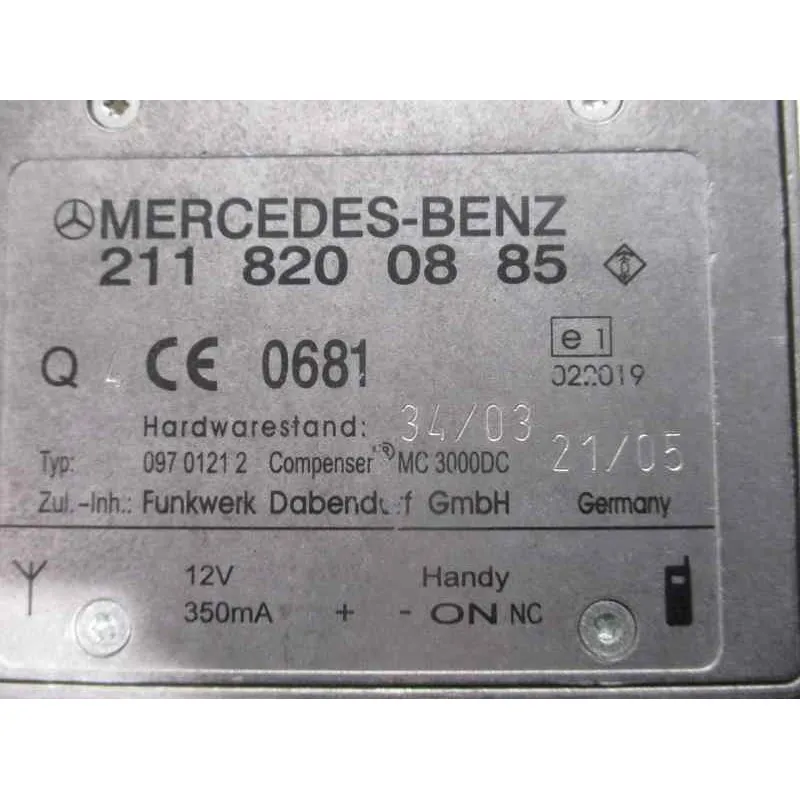 MERCEDES-BENZ
211 820 08 85
Q CE 0681 e 1
022019
Hardwarestand: 34/03
Typ: 097 0121 2 Compenser MC 3000DC 21/05
Zul.-Inh.: Funkwerk GmbH Germany
12V Handy
350mA + - ON NC